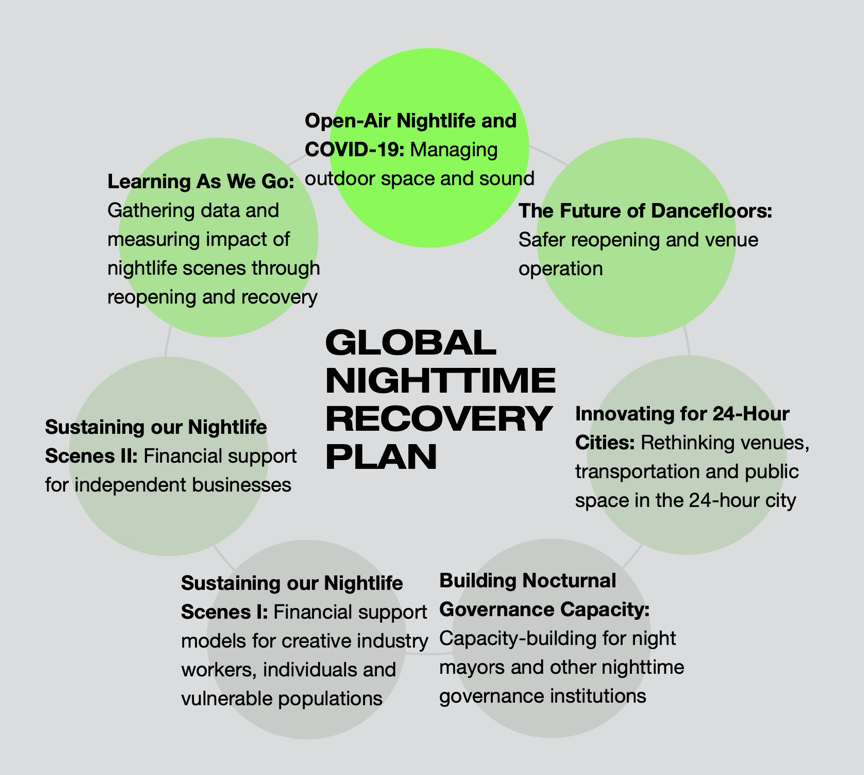 Open-Air Nightlife and
COVID-19: Managing
outdoor space and sound
The Future of Dancefloors:
Safer reopening and venue
operation
Innovating for 24-Hour
Cities: Rethinking venues,
transportation and public
space in the 24-hour city
Building Nocturnal
Governance Capacity:
Capacity-building for night
mayors and other nighttime
governance institutions
Sustaining our Nightlife
Scenes I: Financial support
models for creative industry
workers, individuals and
vulnerable populations
Sustaining our Nightlife
Scenes II: Financial support
for independent businesses
Learning As We Go:
Gathering data and
measuring impact of
nightlife scenes through
reopening and recovery
GLOBAL
NIGHTTIME
RECOVERY
PLAN